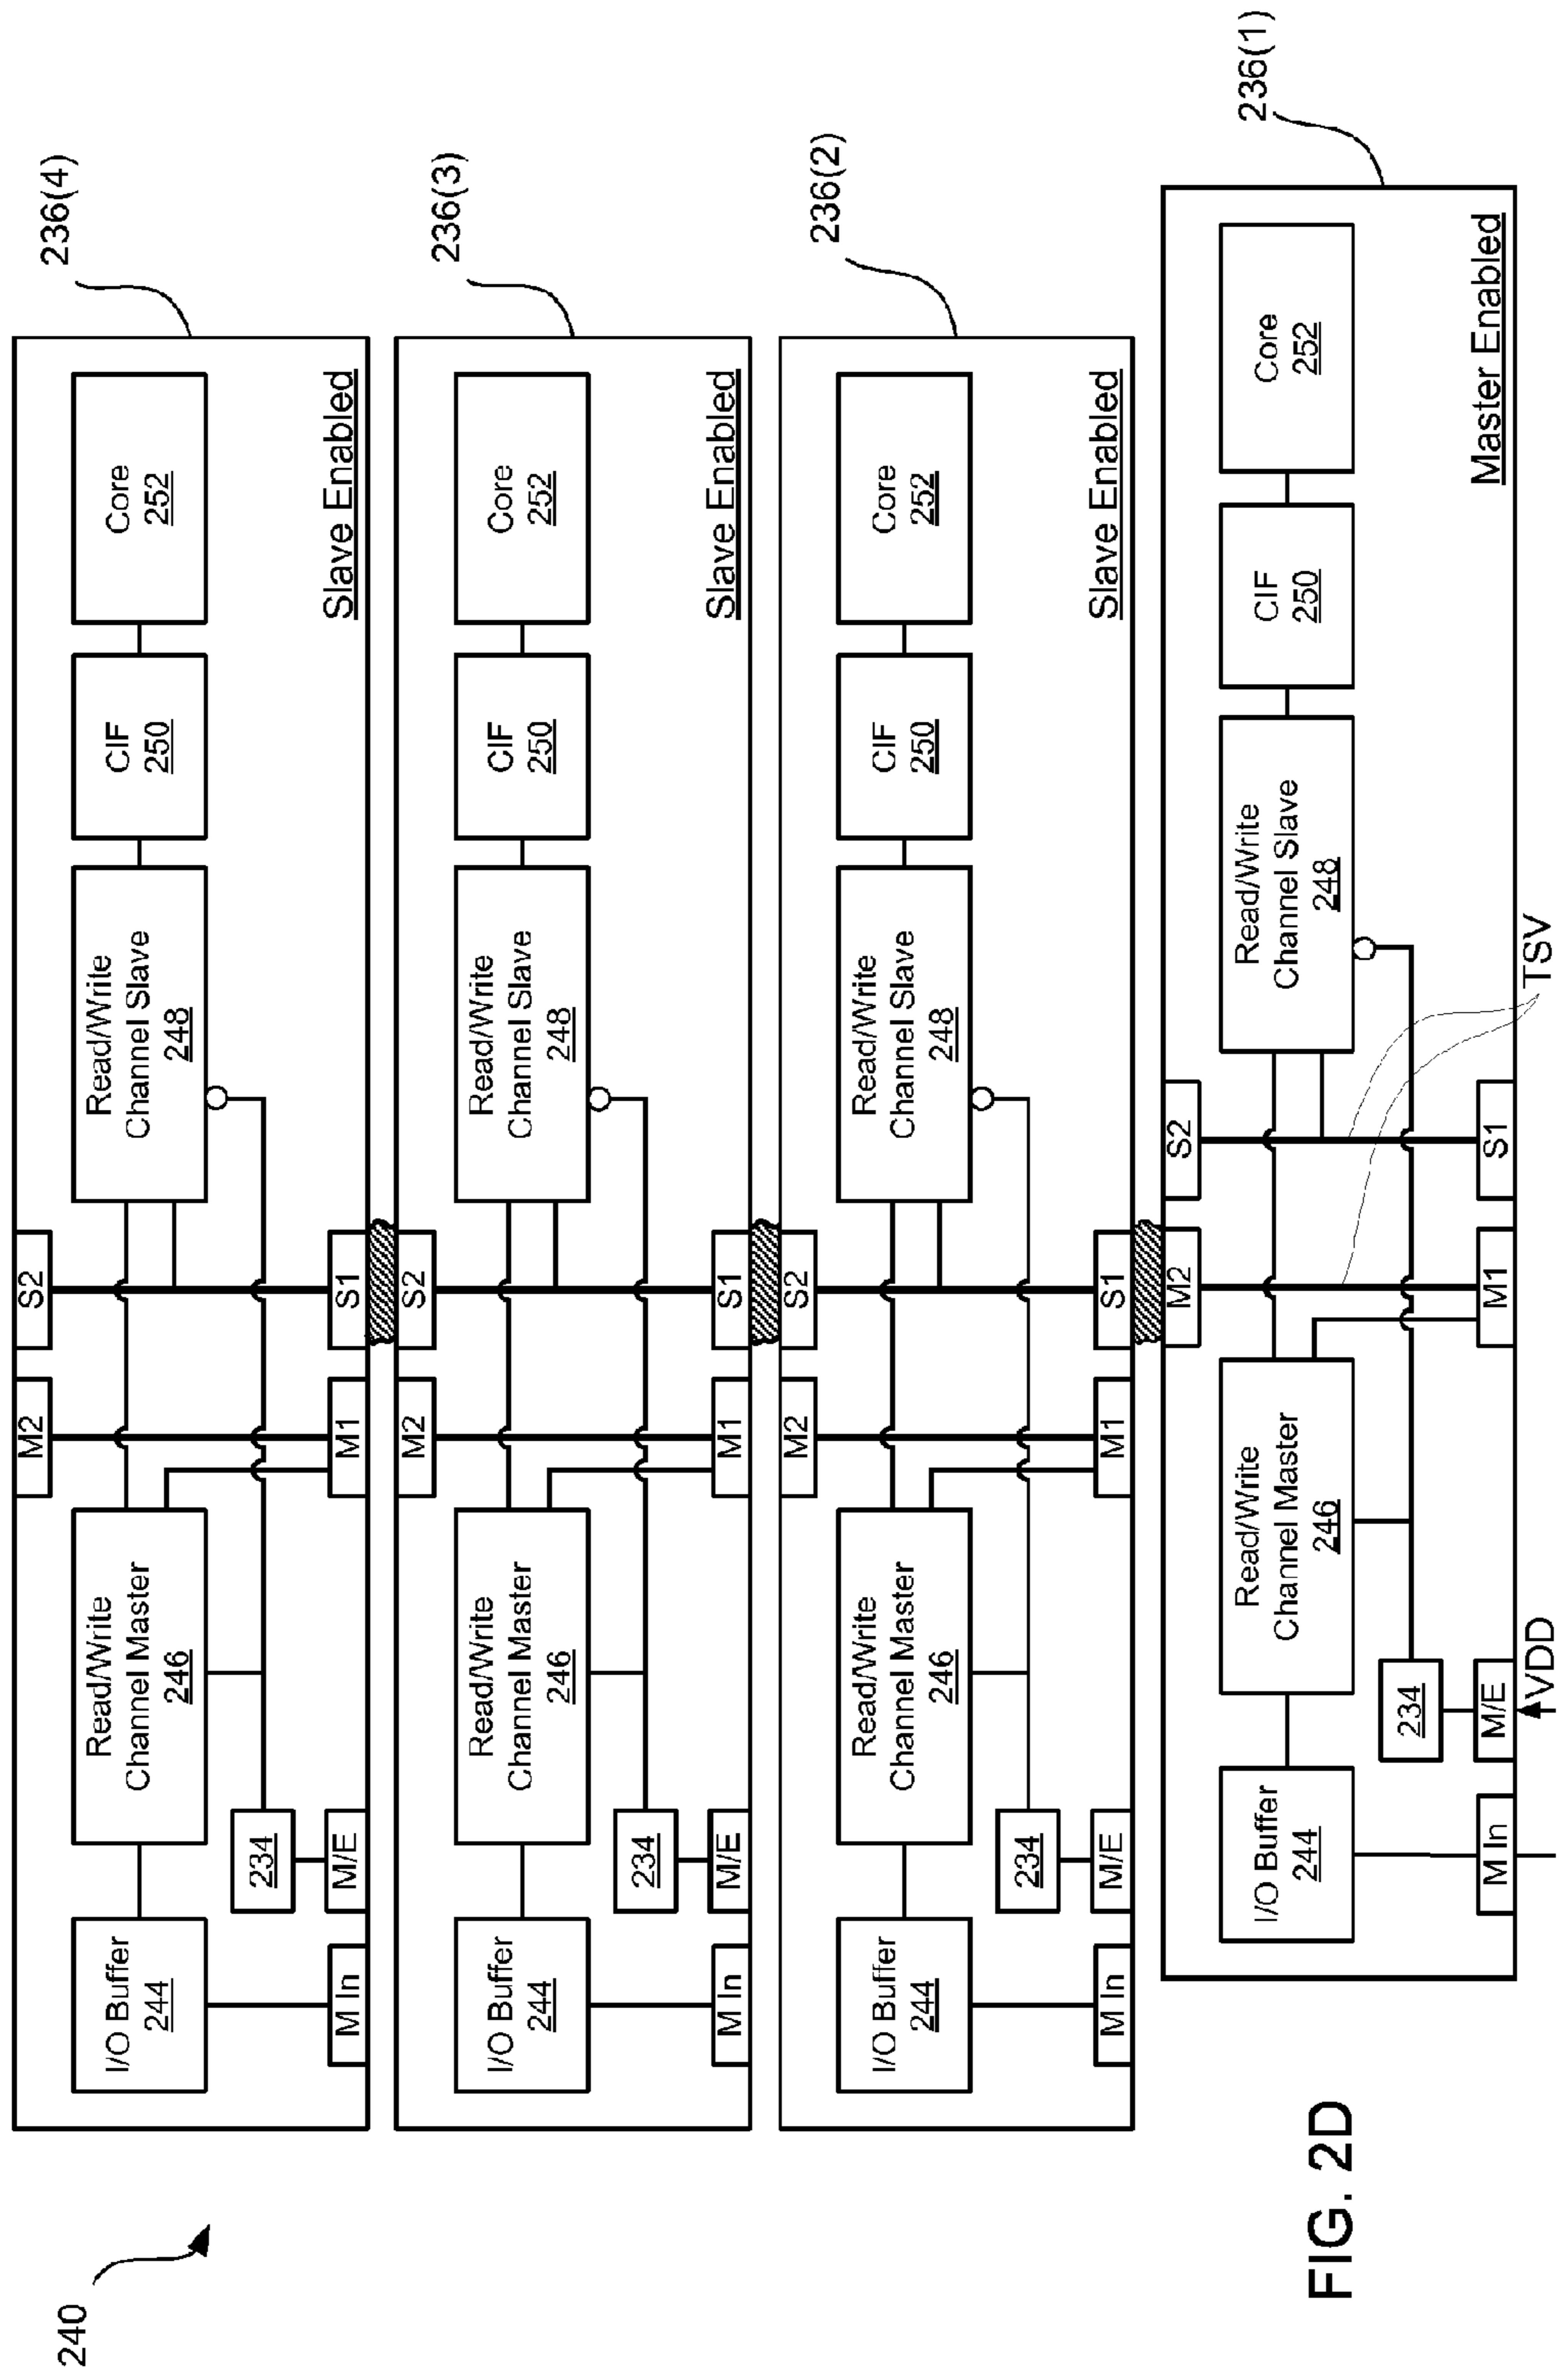 240
236(4)
S2
M2
Core
252
CIF
250
Read/Write
Channel Slave
248
Read/Write
Channel Master
246
I/O Buffer
244
234
M In
M/E
M1
S1
Slave Enabled
236(3)
M2
S2
I/O Buffer
244
Read/Write
Channel Master
246
Read/Write
Channel Slave
248
CIF
250
Core
252
234
M In
M/E
M1
S1
Slave Enabled
236(2)
M2
S2
I/O Buffer
244
Read/Write
Channel Master
246
Read/Write
Channel Slave
248
CIF
250
Core
252
234
M In
M/E
M1
S1
Slave Enabled
236(1)
M2
S2
I/O Buffer
244
Read/Write
Channel Master
246
Read/Write
Channel Slave
248
CIF
250
Core
252
234
M In
M/E
M1
S1
Master Enabled
VDD
TSV
FIG. 2D